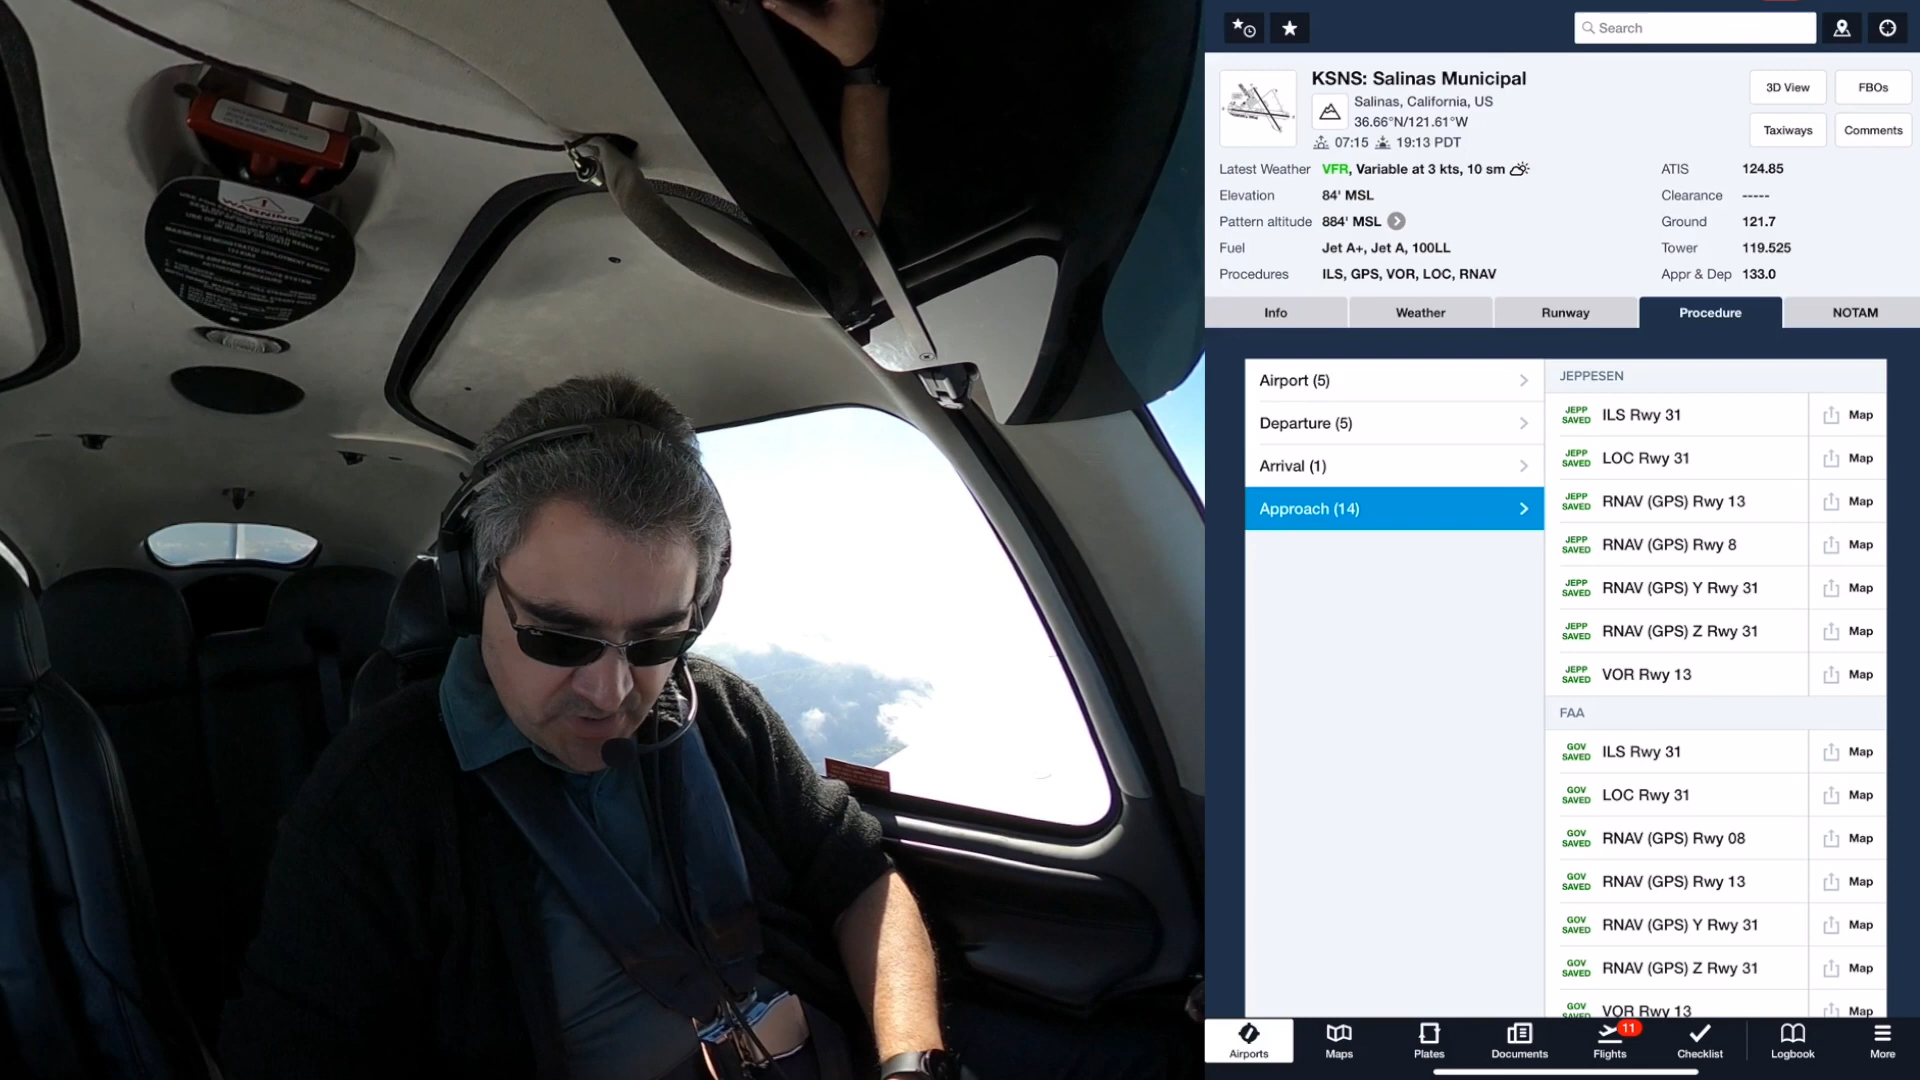 WARNING
Search
KSNS: Salinas Municipal
Salinas, California, US
36.66°N/121.61°W
07:15 19:13 PDT
3D View
FBOs
Taxiways
Comments
Latest Weather VFR, Variable at 3 kts, 10 sm
Elevation 84' MSL
Pattern altitude 884' MSL
Fuel Jet A+, Jet A, 100LL
Procedures ILS, GPS, VOR, LOC, RNAV
ATIS 124.85
Clearance -----
Ground 121.7
Tower 119.525
Appr & Dep 133.0
Info Weather Runway Procedure NOTAM
Airport (5)
Departure (5)
Arrival (1)
Approach (14)
JEPPESEN
JEPP SAVED ILS Rwy 31 Map
JEPP SAVED LOC Rwy 31 Map
JEPP SAVED RNAV (GPS) Rwy 13 Map
JEPP SAVED RNAV (GPS) Rwy 8 Map
JEPP SAVED RNAV (GPS) Y Rwy 31 Map
JEPP SAVED RNAV (GPS) Z Rwy 31 Map
JEPP SAVED VOR Rwy 13 Map
FAA
GOV SAVED ILS Rwy 31 Map
GOV SAVED LOC Rwy 31 Map
GOV SAVED RNAV (GPS) Rwy 08 Map
GOV SAVED RNAV (GPS) Rwy 13 Map
GOV SAVED RNAV (GPS) Y Rwy 31 Map
GOV SAVED RNAV (GPS) Z Rwy 31 Map
GOV VOR Rwy 13 Map
Airports Maps Plates Documents 11 Flights Checklist Logbook More